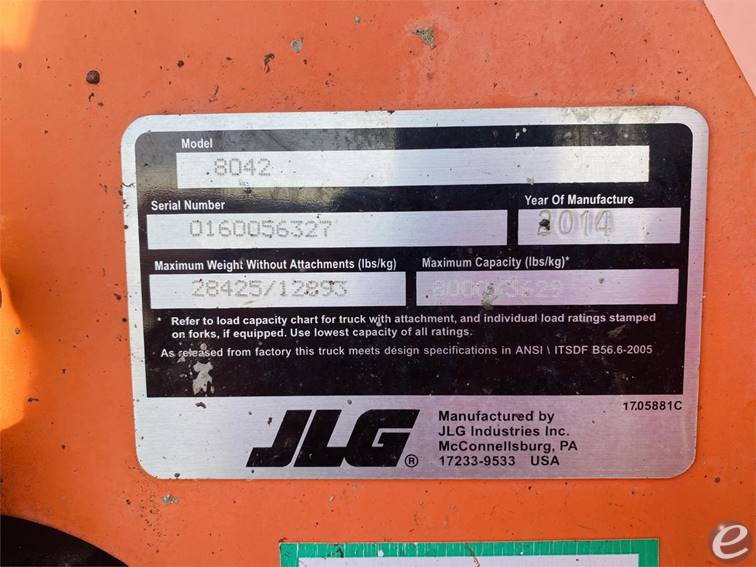 Model
8042
Serial Number
Year Of Manufacture
0160056327
2014
Maximum Weight Without Attachments (lbs/kg)
Maximum Capacity (lbs/kg)*
28425/12893
* Refer to load capacity chart for truck with attachment, and individual load ratings stamped
on forks, if equipped. Use lowest capacity of all ratings.
As released from factory this truck meets design specifications in ANSI \ ITSDF B56.6-2005
1705881C
JLG®
Manufactured by
JLG Industries Inc.
McConnellsburg, PA
17233-9533 USA
e